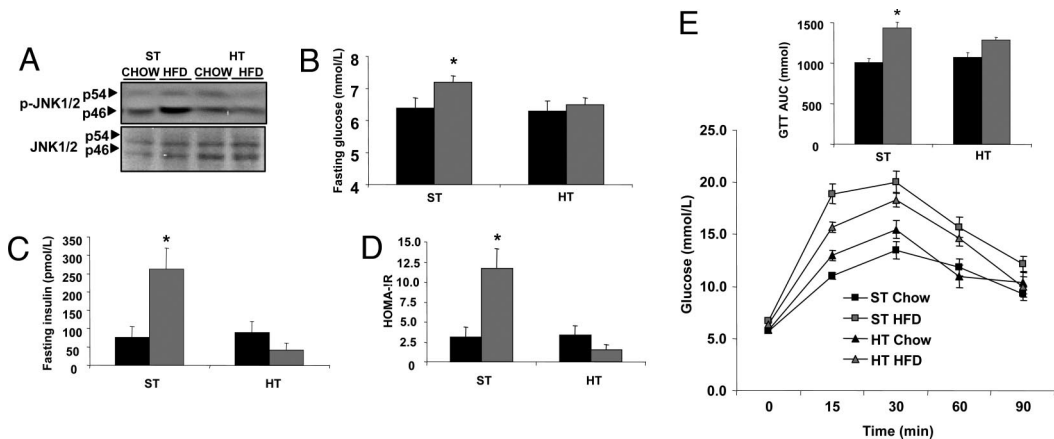 A
ST HT
CHOW HFD CHOW HFD
p-JNK1/2
p54
p46
JNK1/2
p54
p46
B
Fasting glucose (mmol/L)
9
8
7
6
5
4
*
ST HT
C
Fasting insulin (pmol/L)
350
300
250
200
150
100
50
0
*
ST HT
D
HOMA-IR
15.0
12.5
10.0
7.5
5.0
2.5
0
*
ST HT
E
GTT AUC (mmol)
1500
1000
500
0
*
ST HT
Glucose (mmol/L)
25.0
20.0
15.0
10.0
5.0
0.0
ST Chow
ST HFD
HT Chow
HT HFD
0 15 30 60 90
Time (min)